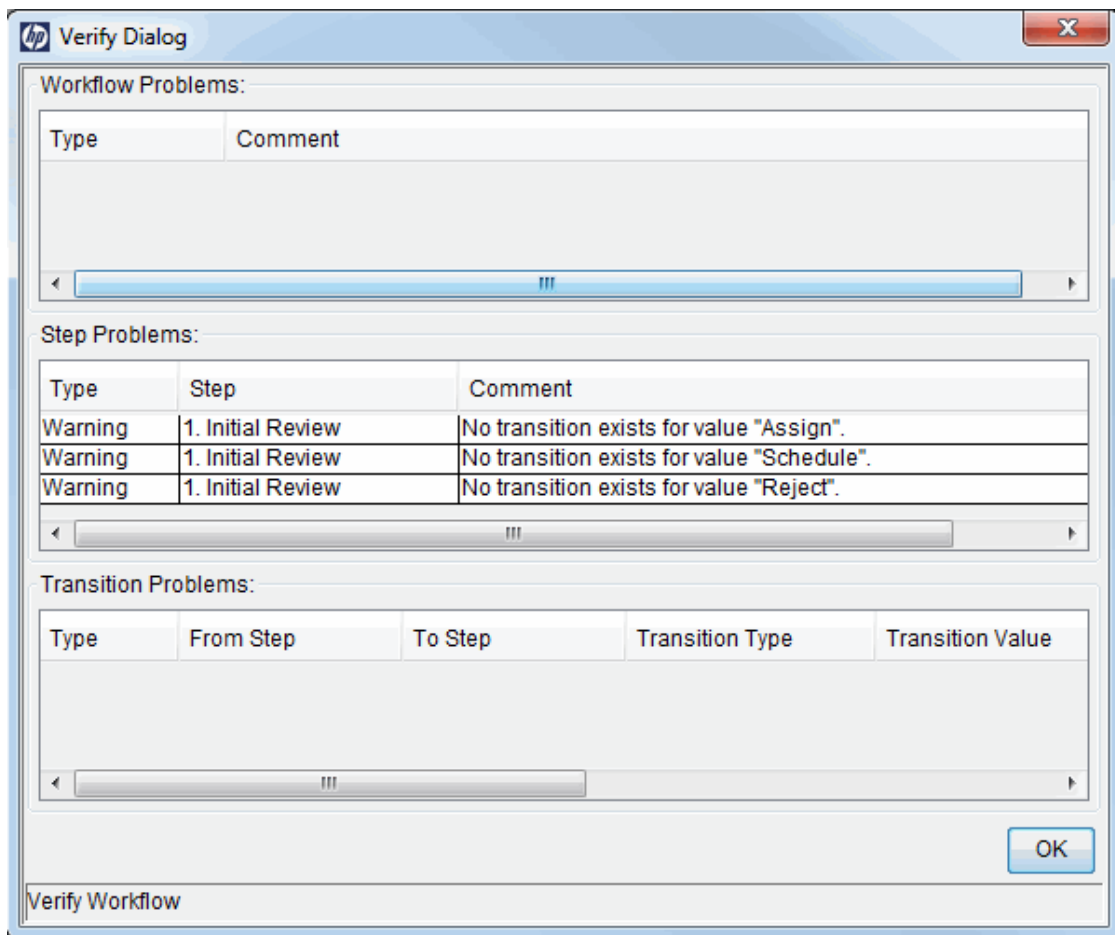 hp Verify Dialog
Workflow Problems:
Type Comment
Step Problems:
Type Step Comment
Warning 1. Initial Review No transition exists for value "Assign".
Warning 1. Initial Review No transition exists for value "Schedule".
Warning 1. Initial Review No transition exists for value "Reject".
Transition Problems:
Type From Step To Step Transition Type Transition Value
OK
Verify Workflow